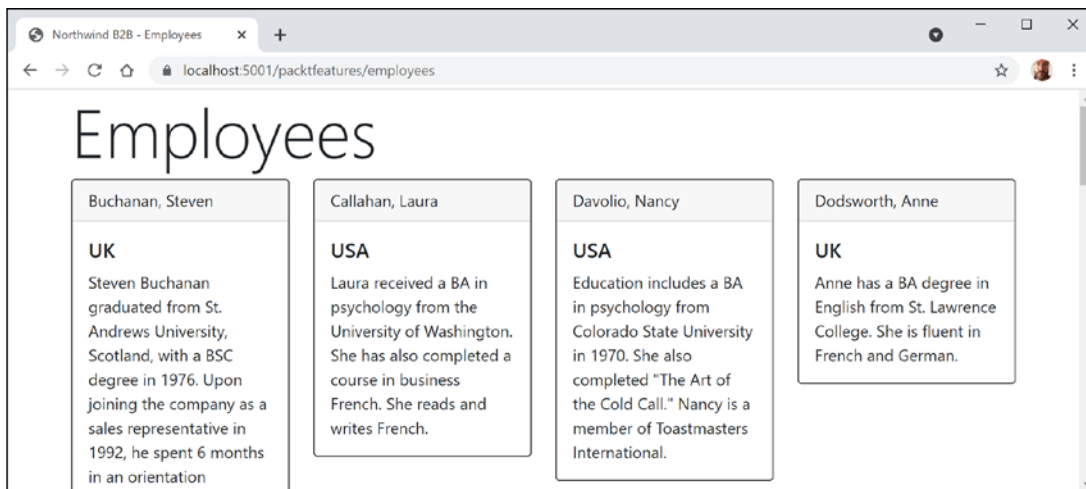 Northwind B2B - Employees
localhost:5001/packtfeatures/employees
Employees
Buchanan, Steven
UK
Steven Buchanan
graduated from St.
Andrews University,
Scotland, with a BSC
degree in 1976. Upon
joining the company as a
sales representative in
1992, he spent 6 months
in an orientation
Callahan, Laura
USA
Laura received a BA in
psychology from the
University of Washington.
She has also completed a
course in business
French. She reads and
writes French.
Davolio, Nancy
USA
Education includes a BA
in psychology from
Colorado State University
in 1970. She also
completed "The Art of
the Cold Call." Nancy is a
member of Toastmasters
International.
Dodsworth, Anne
UK
Anne has a BA degree in
English from St. Lawrence
College. She is fluent in
French and German.